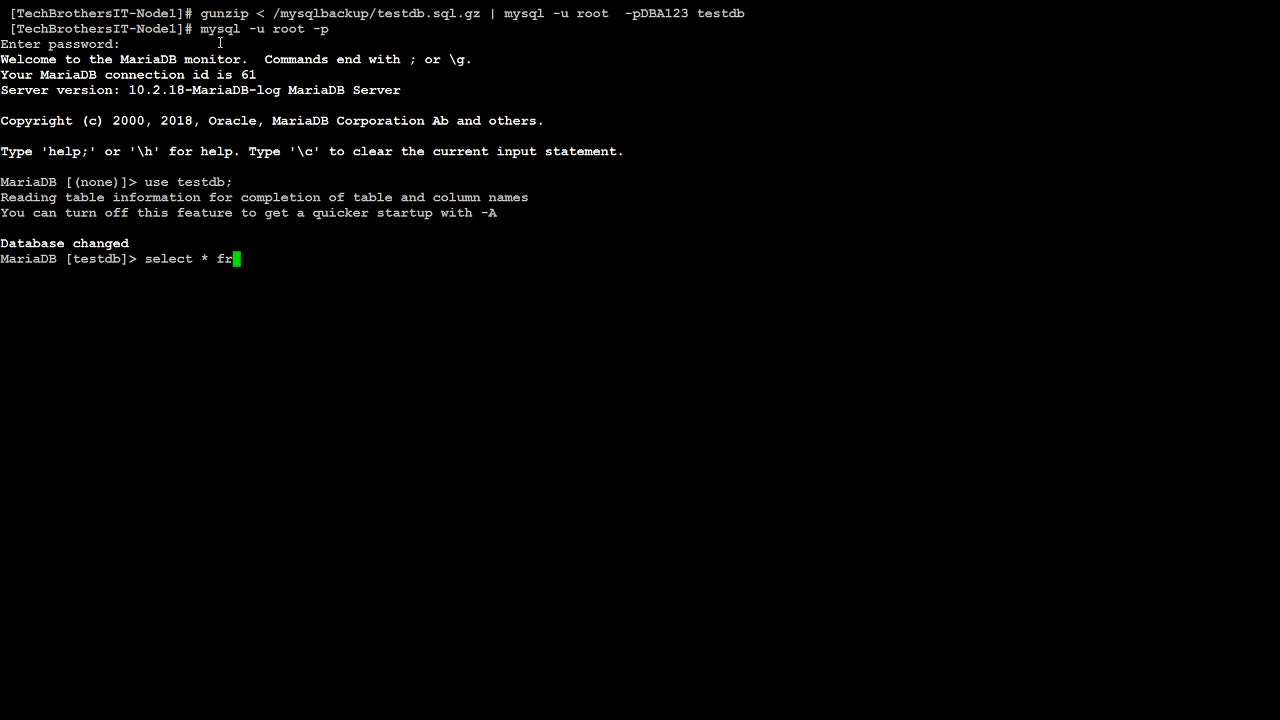 [TechBrothersIT-Node1]# gunzip < /mysqlbackup/testdb.sql.gz | mysql -u root  -pDBA123 testdb
[TechBrothersIT-Node1]# mysql -u root -p
Enter password:
Welcome to the MariaDB monitor.  Commands end with ; or \g.
Your MariaDB connection id is 61
Server version: 10.2.18-MariaDB-log MariaDB Server
Copyright (c) 2000, 2018, Oracle, MariaDB Corporation Ab and others.
Type 'help;' or '\h' for help. Type '\c' to clear the current input statement.
MariaDB [(none)]> use testdb;
Reading table information for completion of table and column names
You can turn off this feature to get a quicker startup with -A
Database changed
MariaDB [testdb]> select * fr